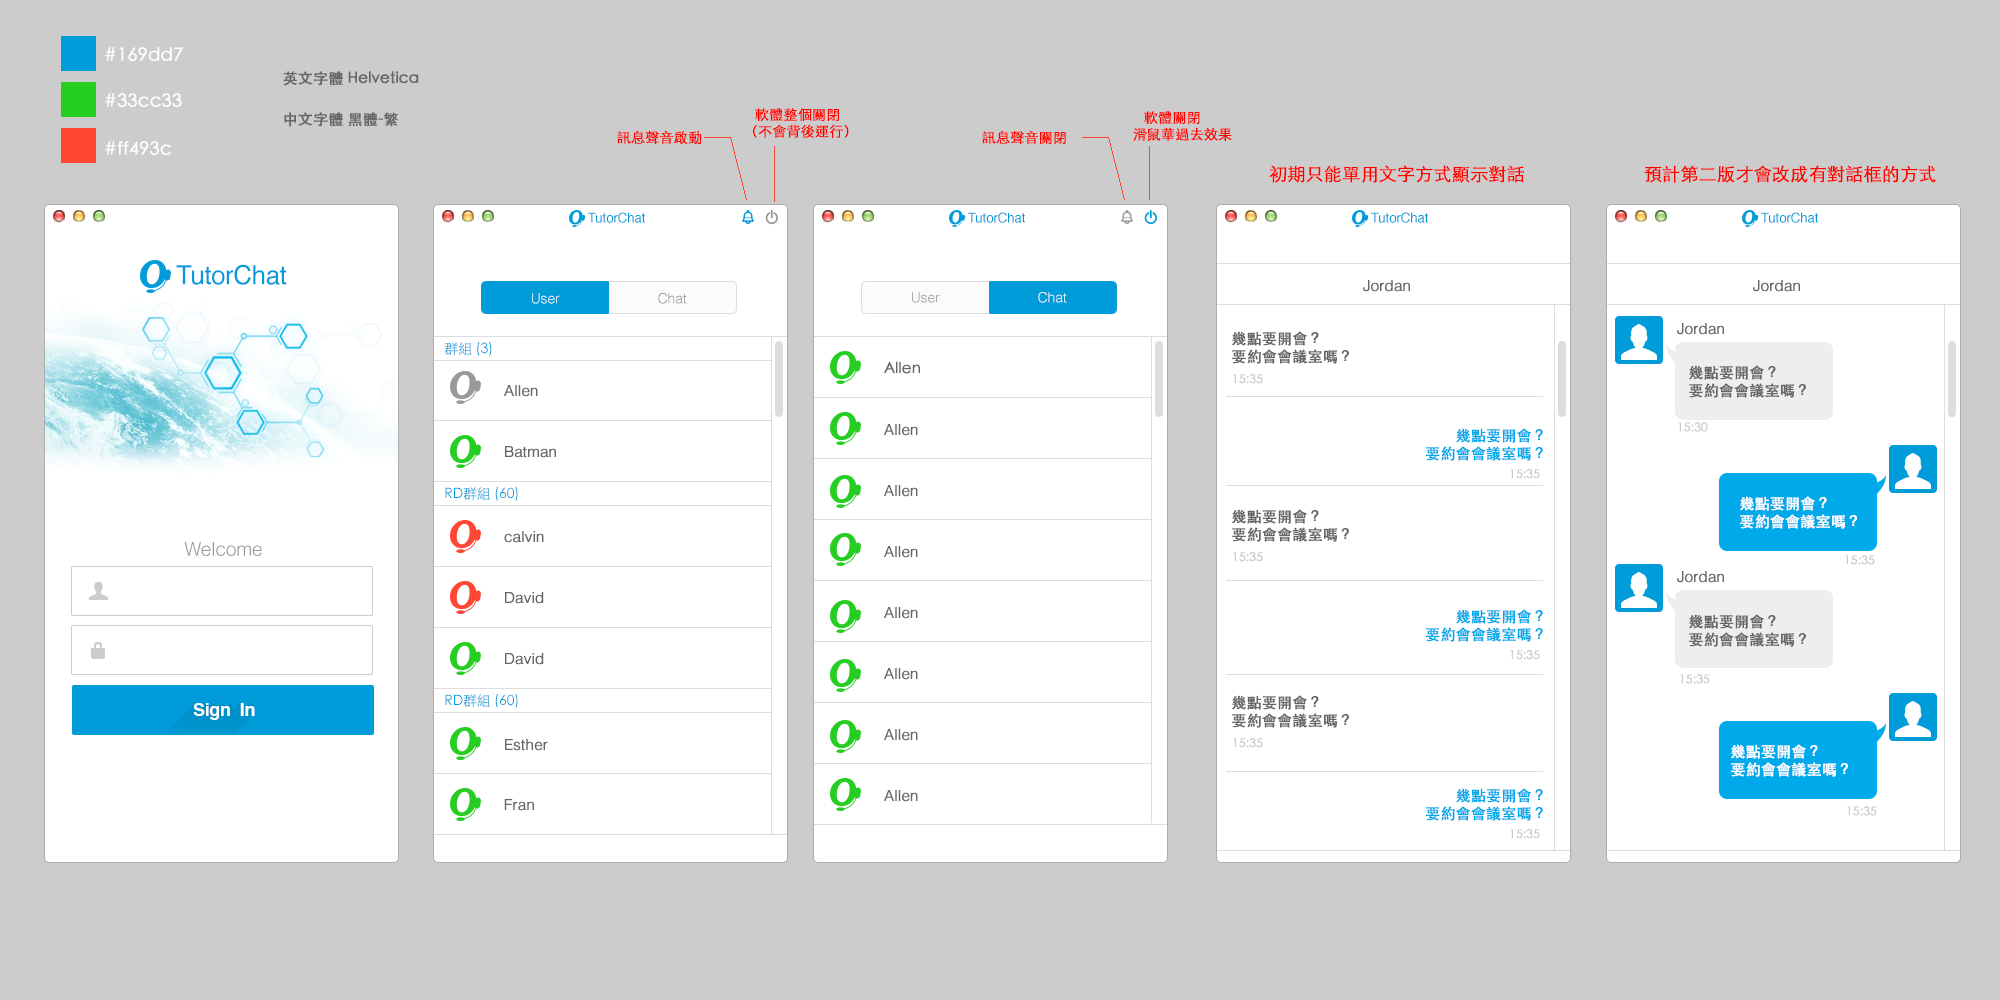 #169dd7
#33cc33
#ff493c
英文字體 Helvetica
中文字體 黑體-繁
訊息聲音啟動
軟體整個關閉
(不會背後運行)
訊息聲音關閉
軟體關閉
滑鼠華過去效果
初期只能單用文字方式顯示對話
預計第二版才會改成有對話框的方式
TutorChat
Welcome
Sign In
TutorChat
User
Chat
群組 (3)
Allen
Batman
RD群組 (60)
calvin
David
David
RD群組 (60)
Esther
Fran
TutorChat
User
Chat
Allen
Allen
Allen
Allen
Allen
Allen
Allen
Allen
TutorChat
Jordan
幾點要開會？
要約會會議室嗎？
15:35
幾點要開會？
要約會會議室嗎？
15:35
幾點要開會？
要約會會議室嗎？
15:35
幾點要開會？
要約會會議室嗎？
15:35
幾點要開會？
要約會會議室嗎？
15:35
幾點要開會？
要約會會議室嗎？
15:35
TutorChat
Jordan
Jordan
幾點要開會？
要約會會議室嗎？
15:30
幾點要開會？
要約會會議室嗎？
15:35
Jordan
幾點要開會？
要約會會議室嗎？
15:35
幾點要開會？
要約會會議室嗎？
15:35